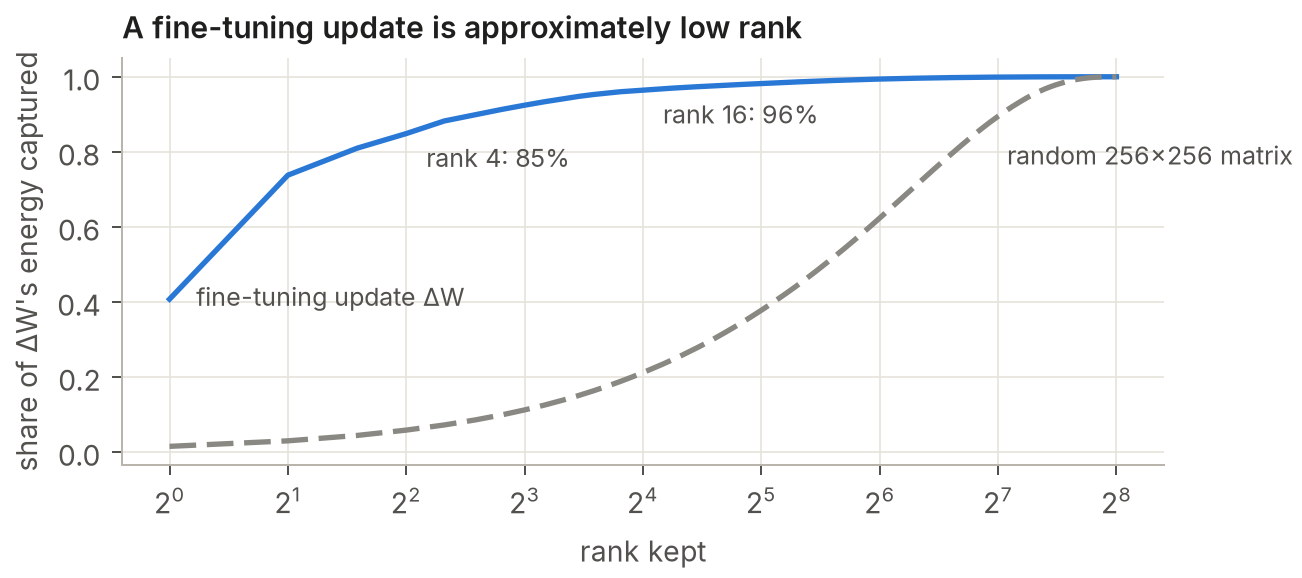 A fine-tuning update is approximately low rank
share of ΔW's energy captured
1.0
0.8
0.6
0.4
0.2
0.0
rank 16: 96%
rank 4: 85%
random 256×256 matrix
fine-tuning update ΔW
2⁰ 2¹ 2² 2³ 2⁴ 2⁵ 2⁶ 2⁷ 2⁸
rank kept